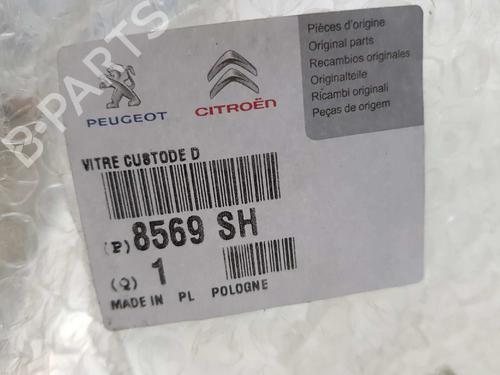 Pièces d'origine
Original parts
Recambios originales
Originalteile
Ricambi originali
Peças de origem
PEUGEOT
CITROËN
VITRE CUSTODE D
(P) 8569 SH
(Q) 1
MADE IN PL POLOGNE
B-PARTS